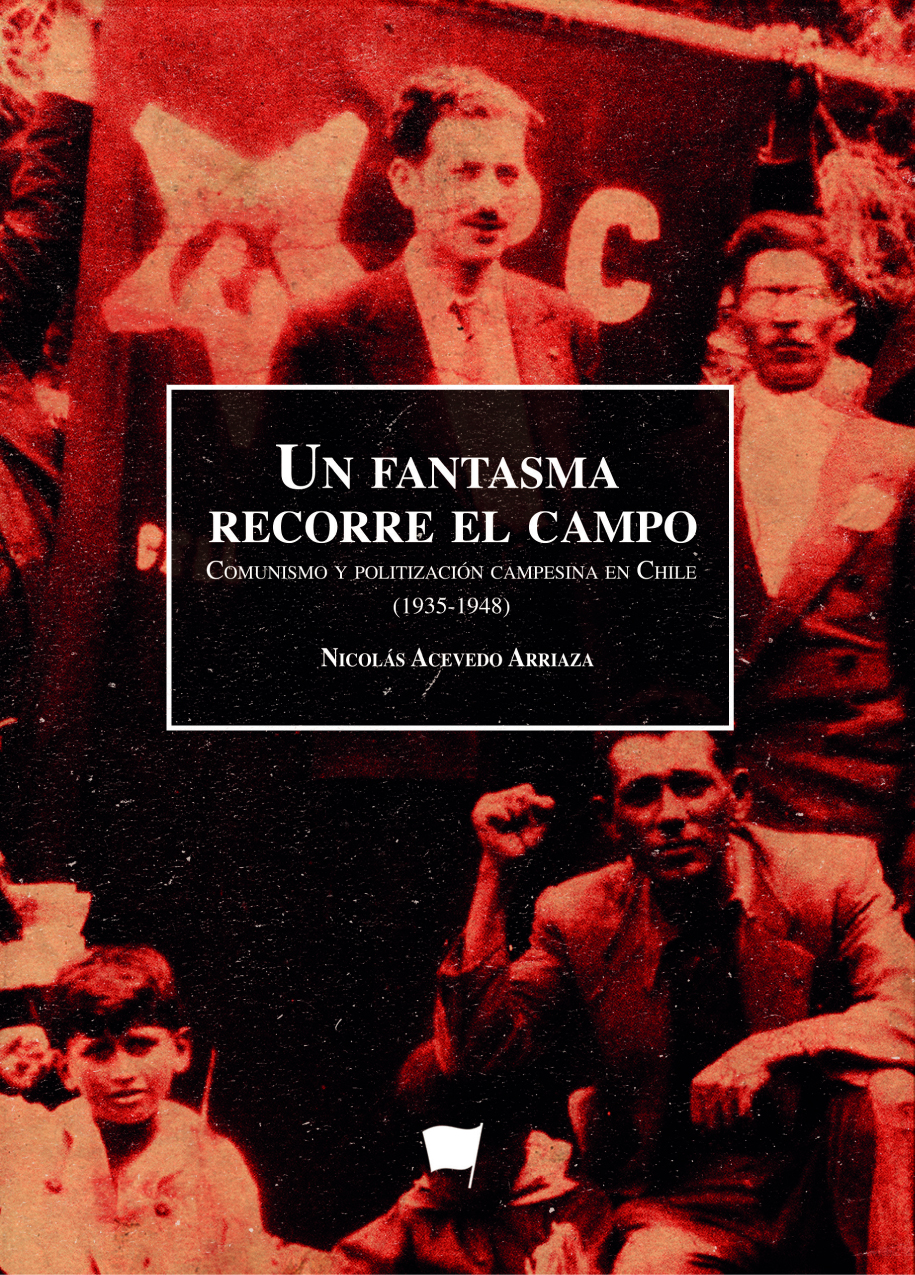 C
Un fantasma
recorre el campo
Comunismo y politización campesina en Chile
(1935-1948)
Nicolás Acevedo Arriaza